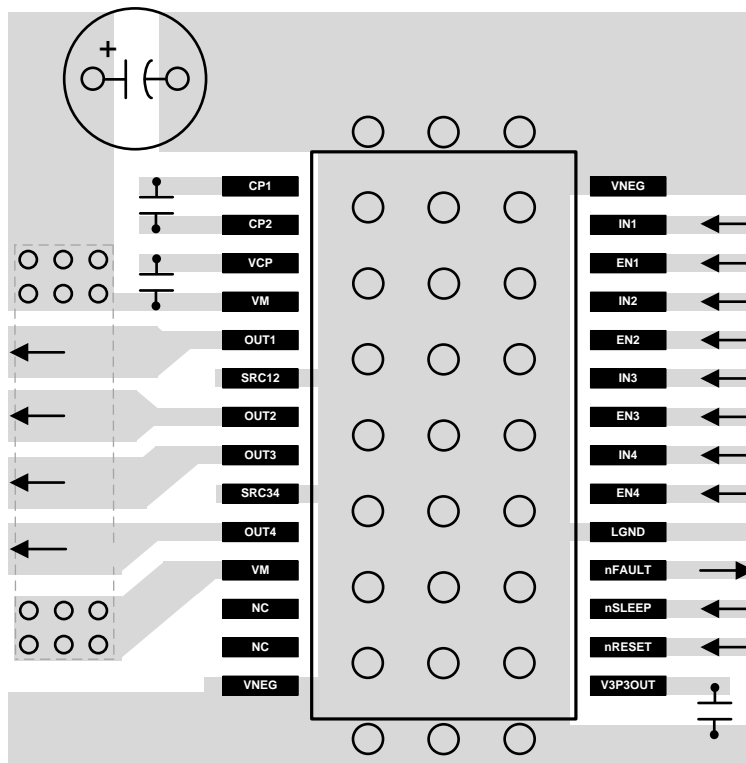 +
CP1
CP2
VCP
VM
OUT1
SRC12
OUT2
OUT3
SRC34
OUT4
VM
NC
NC
VNEG
VNEG
IN1
EN1
IN2
EN2
IN3
EN3
IN4
EN4
LGND
nFAULT
nSLEEP
nRESET
V3P3OUT